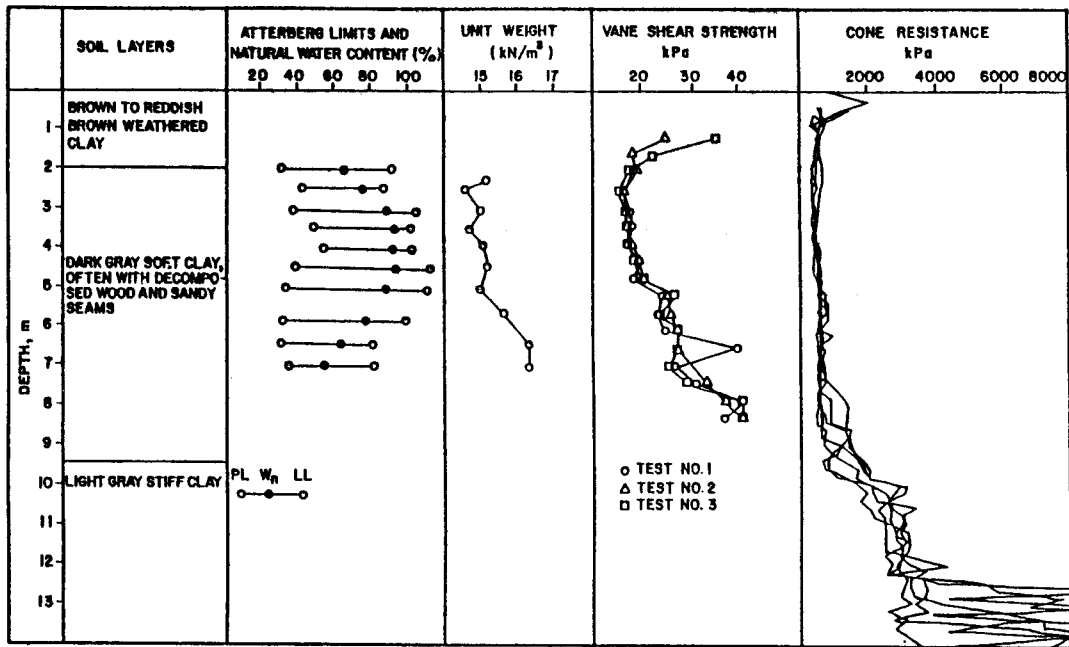 SOIL LAYERS
ATTERBERG LIMITS AND
NATURAL WATER CONTENT (%)
20 40 60 80 100
UNIT WEIGHT
(kN/m³)
15 16 17
VANE SHEAR STRENGTH
kPa
20 30 40
CONE RESISTANCE
kPa
2000 4000 6000 8000
DEPTH, m
1
2
3
4
5
6
7
8
9
10
11
12
13
BROWN TO REDDISH
BROWN WEATHERED
CLAY
DARK GRAY SOFT CLAY,
OFTEN WITH DECOMPO-
SED WOOD AND SANDY
SEAMS
LIGHT GRAY STIFF CLAY
PL Wn LL
TEST NO. 1
TEST NO. 2
TEST NO. 3